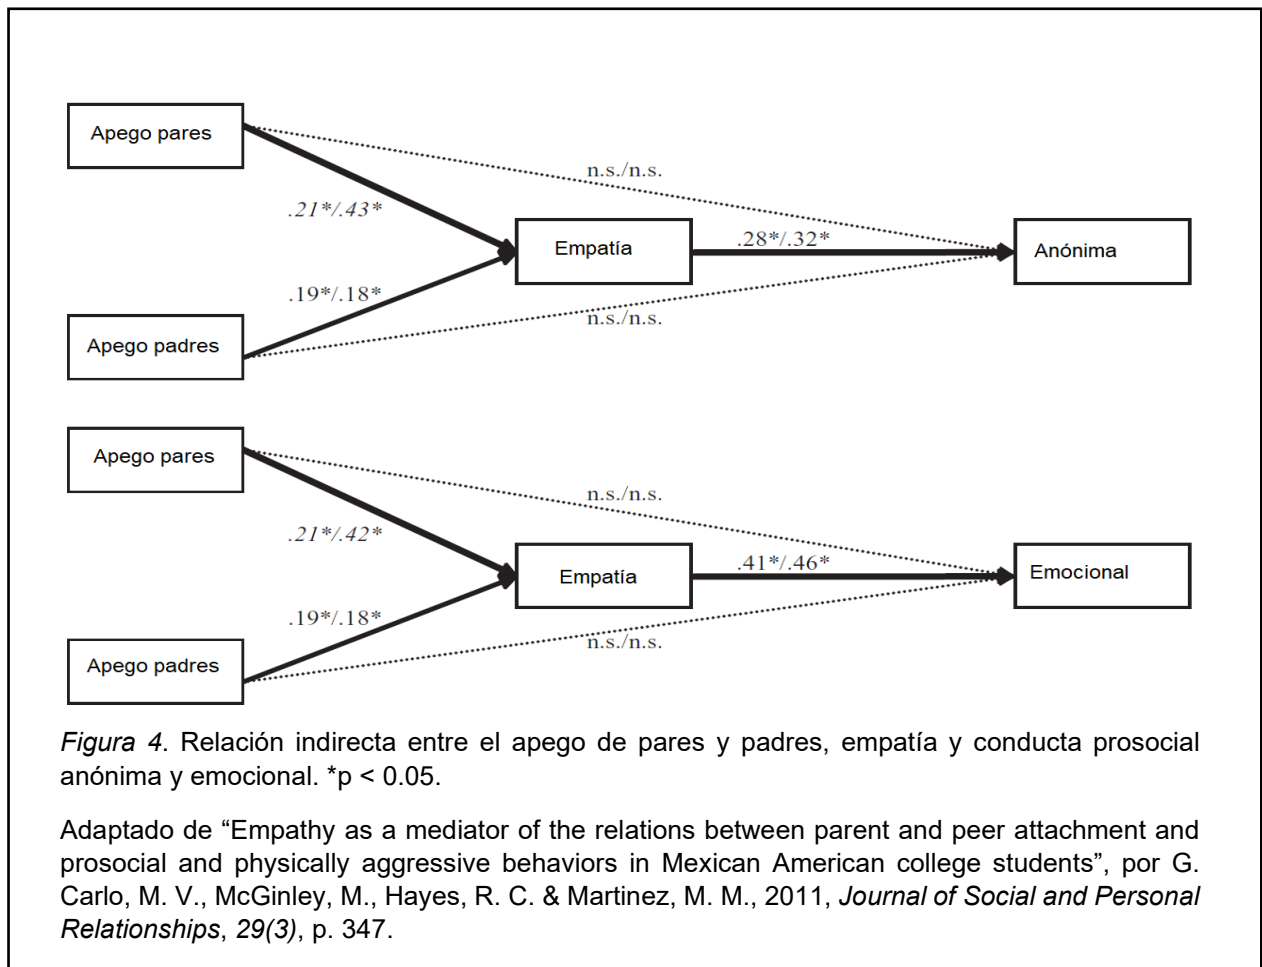 Apego pares
n.s./n.s.
.21*/.43*
Empatía
.28*/.32*
Anónima
.19*/.18*
n.s./n.s.
Apego padres
Apego pares
n.s./n.s.
.21*/.42*
Empatía
.41*/.46*
Emocional
.19*/.18*
n.s./n.s.
Apego padres
Figura 4. Relación indirecta entre el apego de pares y padres, empatía y conducta prosocial
anónima y emocional. *p < 0.05.
Adaptado de “Empathy as a mediator of the relations between parent and peer attachment and
prosocial and physically aggressive behaviors in Mexican American college students”, por G.
Carlo, M. V., McGinley, M., Hayes, R. C. & Martinez, M. M., 2011, Journal of Social and Personal
Relationships, 29(3), p. 347.